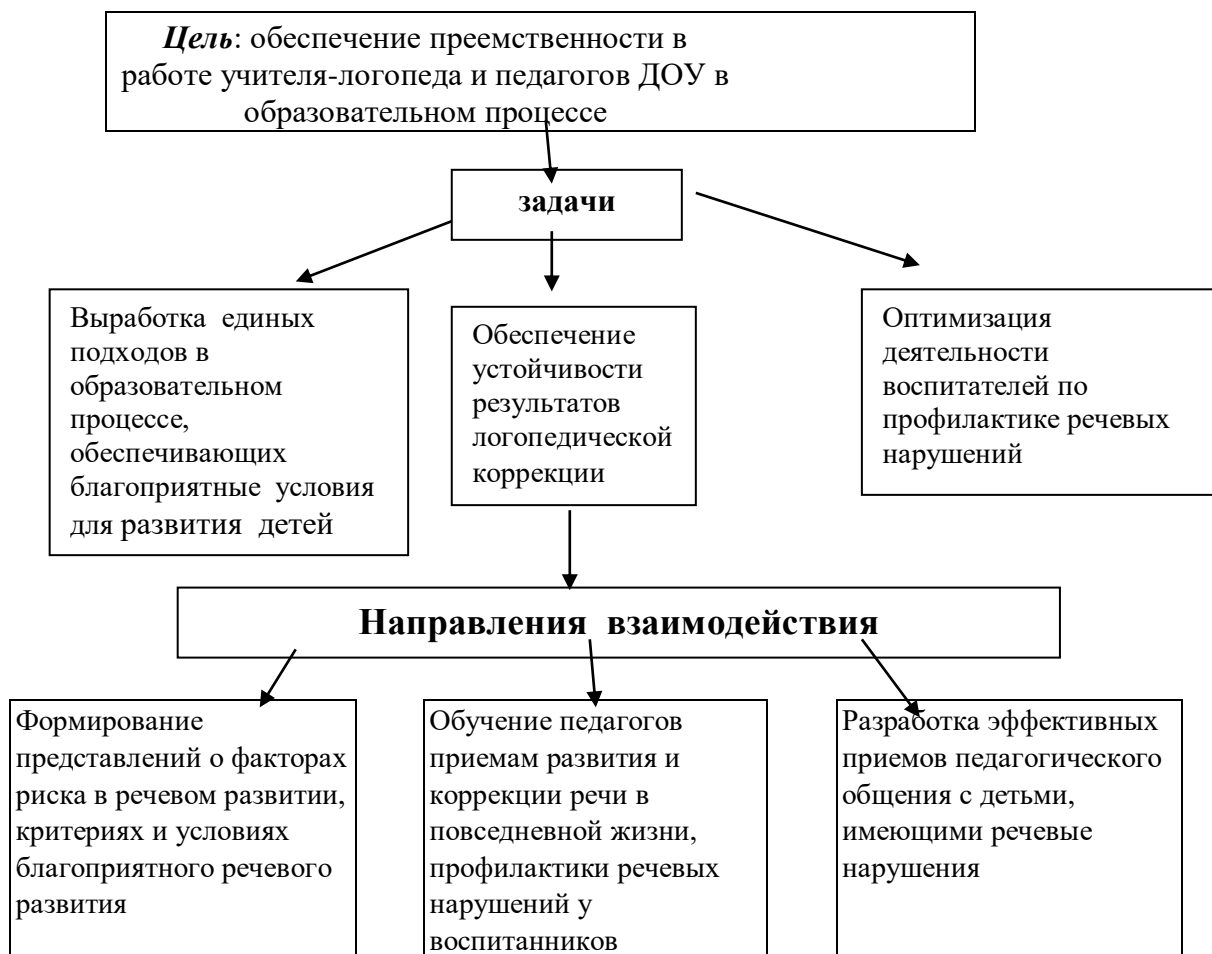 Цель: обеспечение преемственности в
работе учителя-логопеда и педагогов ДОУ в
образовательном процессе
задачи
Выработка единых
подходов в
образовательном
процессе,
обеспечивающих
благоприятные условия
для развития детей
Обеспечение
устойчивости
результатов
логопедической
коррекции
Оптимизация
деятельности
воспитателей по
профилактике речевых
нарушений
Направления взаимодействия
Формирование
представлений о факторах
риска в речевом развитии,
критериях и условиях
благоприятного речевого
развития
Обучение педагогов
приемам развития и
коррекции речи в
повседневной жизни,
профилактики речевых
нарушений у
воспитанников
Разработка эффективных
приемов педагогического
общения с детьми,
имеющими речевые
нарушения